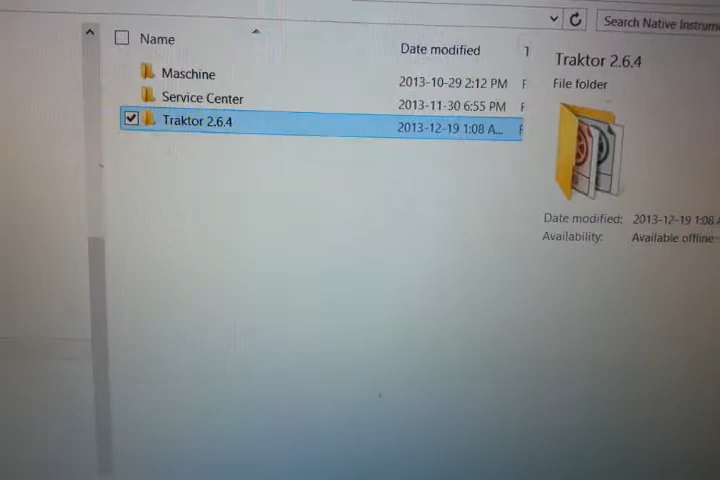 Search Native Instrum
Name
Date modified
Maschine
2013-10-29 2:12 PM
Service Center
2013-11-30 6:55 PM
Traktor 2.6.4
2013-12-19 1:08 A...
Traktor 2.6.4
File folder
Date modified: 2013-12-19 1:08 A
Availability: Available offline